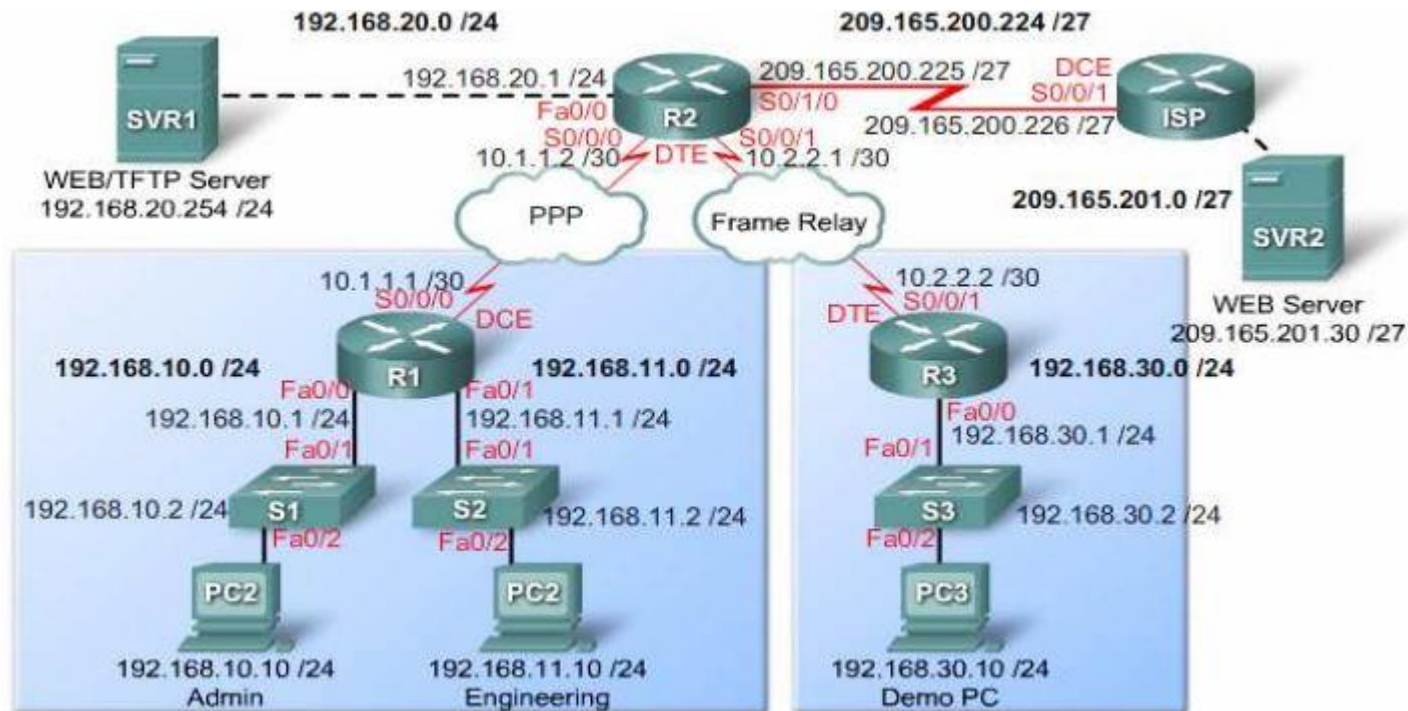 192.168.20.0 /24
209.165.200.224 /27
192.168.20.1 /24
209.165.200.225 /27
DCE
S0/0/1
SVR1
Fa0/0
R2
S0/1/0
ISP
S0/0/0
S0/0/1
209.165.200.226 /27
10.1.1.2 /30
DTE
10.2.2.1 /30
WEB/TFTP Server
192.168.20.254 /24
PPP
Frame Relay
209.165.201.0 /27
SVR2
10.1.1.1 /30
S0/0/0
DCE
10.2.2.2 /30
S0/0/1
DTE
WEB Server
209.165.201.30 /27
192.168.10.0 /24
R1
192.168.11.0 /24
R3
192.168.30.0 /24
Fa0/0
Fa0/1
Fa0/0
192.168.10.1 /24
192.168.11.1 /24
192.168.30.1 /24
Fa0/1
Fa0/1
Fa0/1
192.168.10.2 /24
S1
S2
192.168.11.2 /24
S3
192.168.30.2 /24
Fa0/2
Fa0/2
Fa0/2
PC2
PC2
PC3
192.168.10.10 /24
192.168.11.10 /24
192.168.30.10 /24
Admin
Engineering
Demo PC